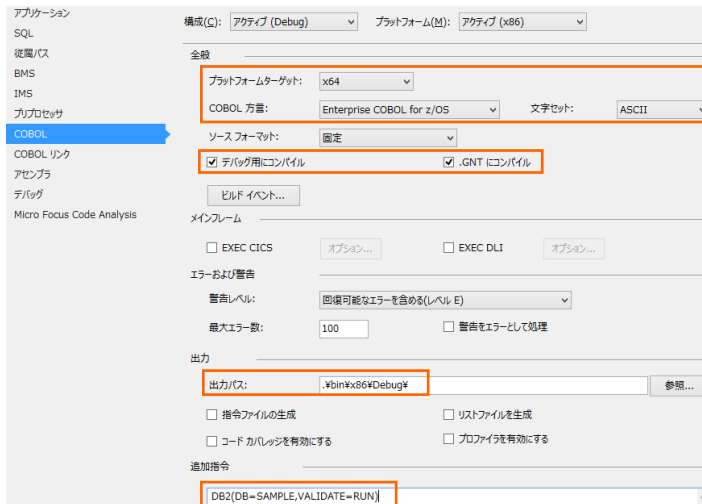 アプリケーション
SQL
従属パス
BMS
IMS
プリプロセッサ
COBOL
COBOL リンク
アセンブラ
デバッグ
Micro Focus Code Analysis
構成(C): アクティブ (Debug) プラットフォーム(M): アクティブ (x86)
全般
プラットフォームターゲット: x64
COBOL 方言: Enterprise COBOL for z/OS 文字セット: ASCII
ソース フォーマット: 固定
デバッグ用にコンパイル .GNT にコンパイル
ビルド イベント...
メインフレーム
EXEC CICS オプション... EXEC DLI オプション...
エラーおよび警告
警告レベル: 回復可能なエラーを含める(レベル E)
最大エラー数: 100 警告をエラーとして処理
出力
出力パス: .¥bin¥x86¥Debug¥ 参照...
指令ファイルの生成 リストファイルを生成
コード カバレッジを有効にする プロファイラを有効にする
追加指令
DB2(DB=SAMPLE,VALIDATE=RUN)